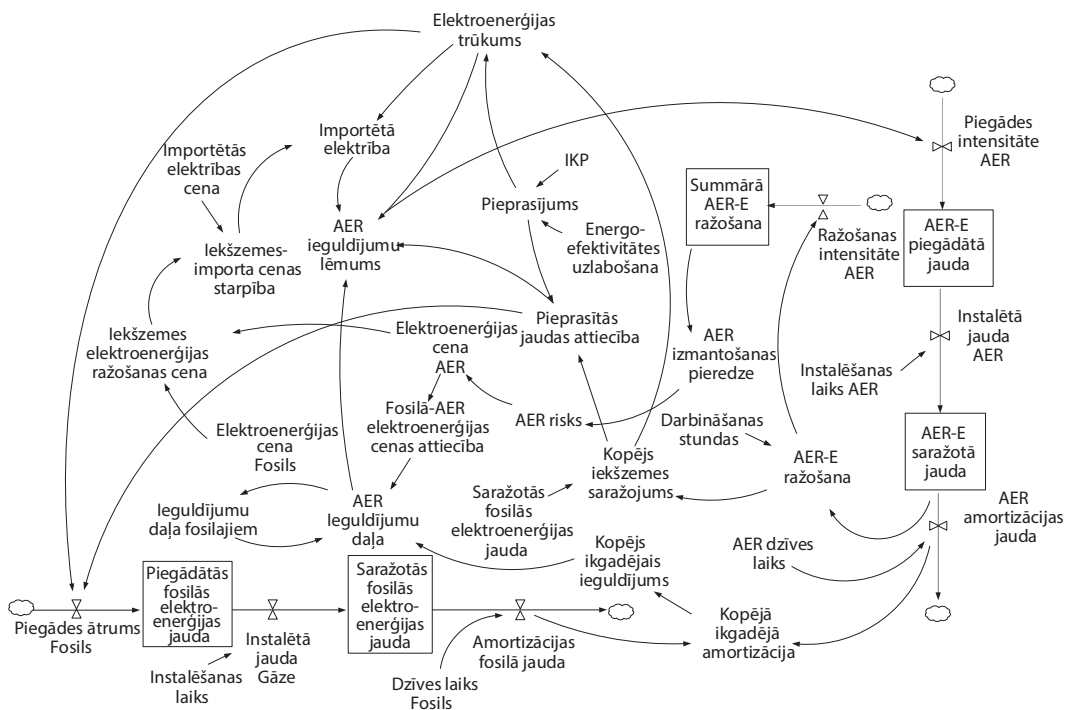 Elektroenerģijas
trūkums
Importētā
elektrība
Importētās
elektrības
cena
IKP
Pieprasījums
Energo-
efektivitātes
uzlabošana
Summārā
AER-E
ražošana
Piegādes
intensitāte
AER
Ražošanas
intensitāte
AER
AER-E
piegādātā
jauda
AER
ieguldījumu
lēmums
Iekšzemes-
importa cenas
starpība
Iekšzemes
elektroenerģijas
ražošanas cena
Elektroenerģijas
cena
AER
Pieprasītās
jaudas attiecība
AER
izmantošanas
pieredze
Instalētā
jauda
AER
Instalēšanas
laiks AER
Fosilā-AER
elektroenerģijas
cenas attiecība
AER risks
Darbināšanas
stundas
Elektroenerģijas
cena
Fosils
Kopējs
iekšzemes
saražojums
AER-E
ražošana
AER-E
saražotā
jauda
Ieguldījumu
daļa fosilajiem
AER
Ieguldījumu
daļa
Saražotās
fosilās
elektroenerģijas
jauda
AER
amortizācijas
jauda
Kopējs
ikgadējais
ieguldījums
AER dzīves
laiks
Piegādātās
fosilās
elektro-
enerģijas
jauda
Saražotās
fosilās
elektro-
enerģijas
jauda
Piegādes ātrums
Fosils
Instalētā
jauda
Gāze
Instalēšanas
laiks
Amortizācijas
fosilā jauda
Dzīves laiks
Fosils
Kopējā
ikgadējā
amortizācija